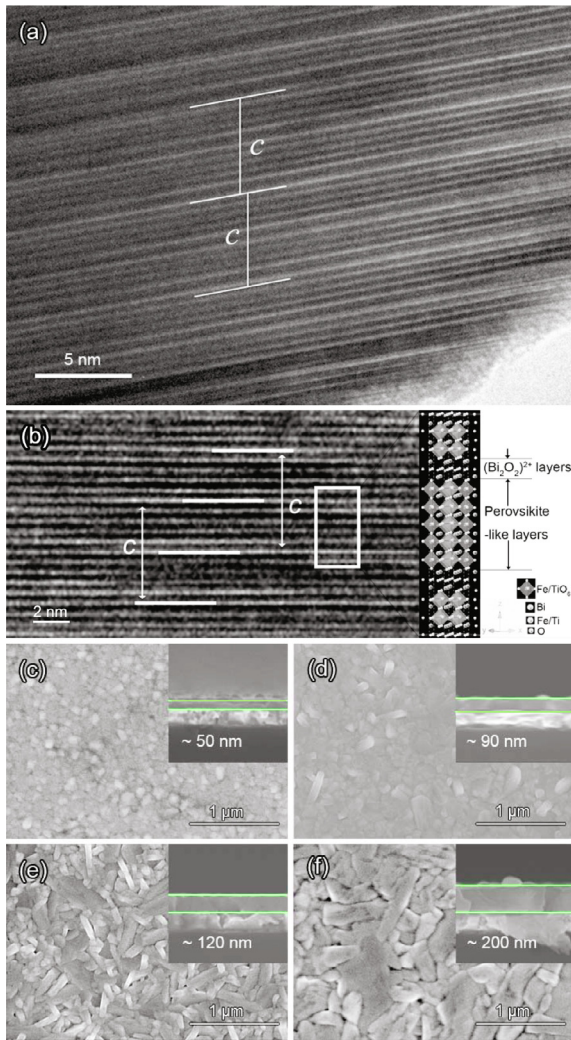 (a)
c
c
5 nm
(b)
c
c
2 nm
(Bi₂O₂)²⁺ layers
Perovsikite
-like layers
Fe/TiO₆
Bi
Fe/Ti
O
(c)
~ 50 nm
1 µm
(d)
~ 90 nm
1 µm
(e)
~ 120 nm
1 µm
(f)
~ 200 nm
1 µm